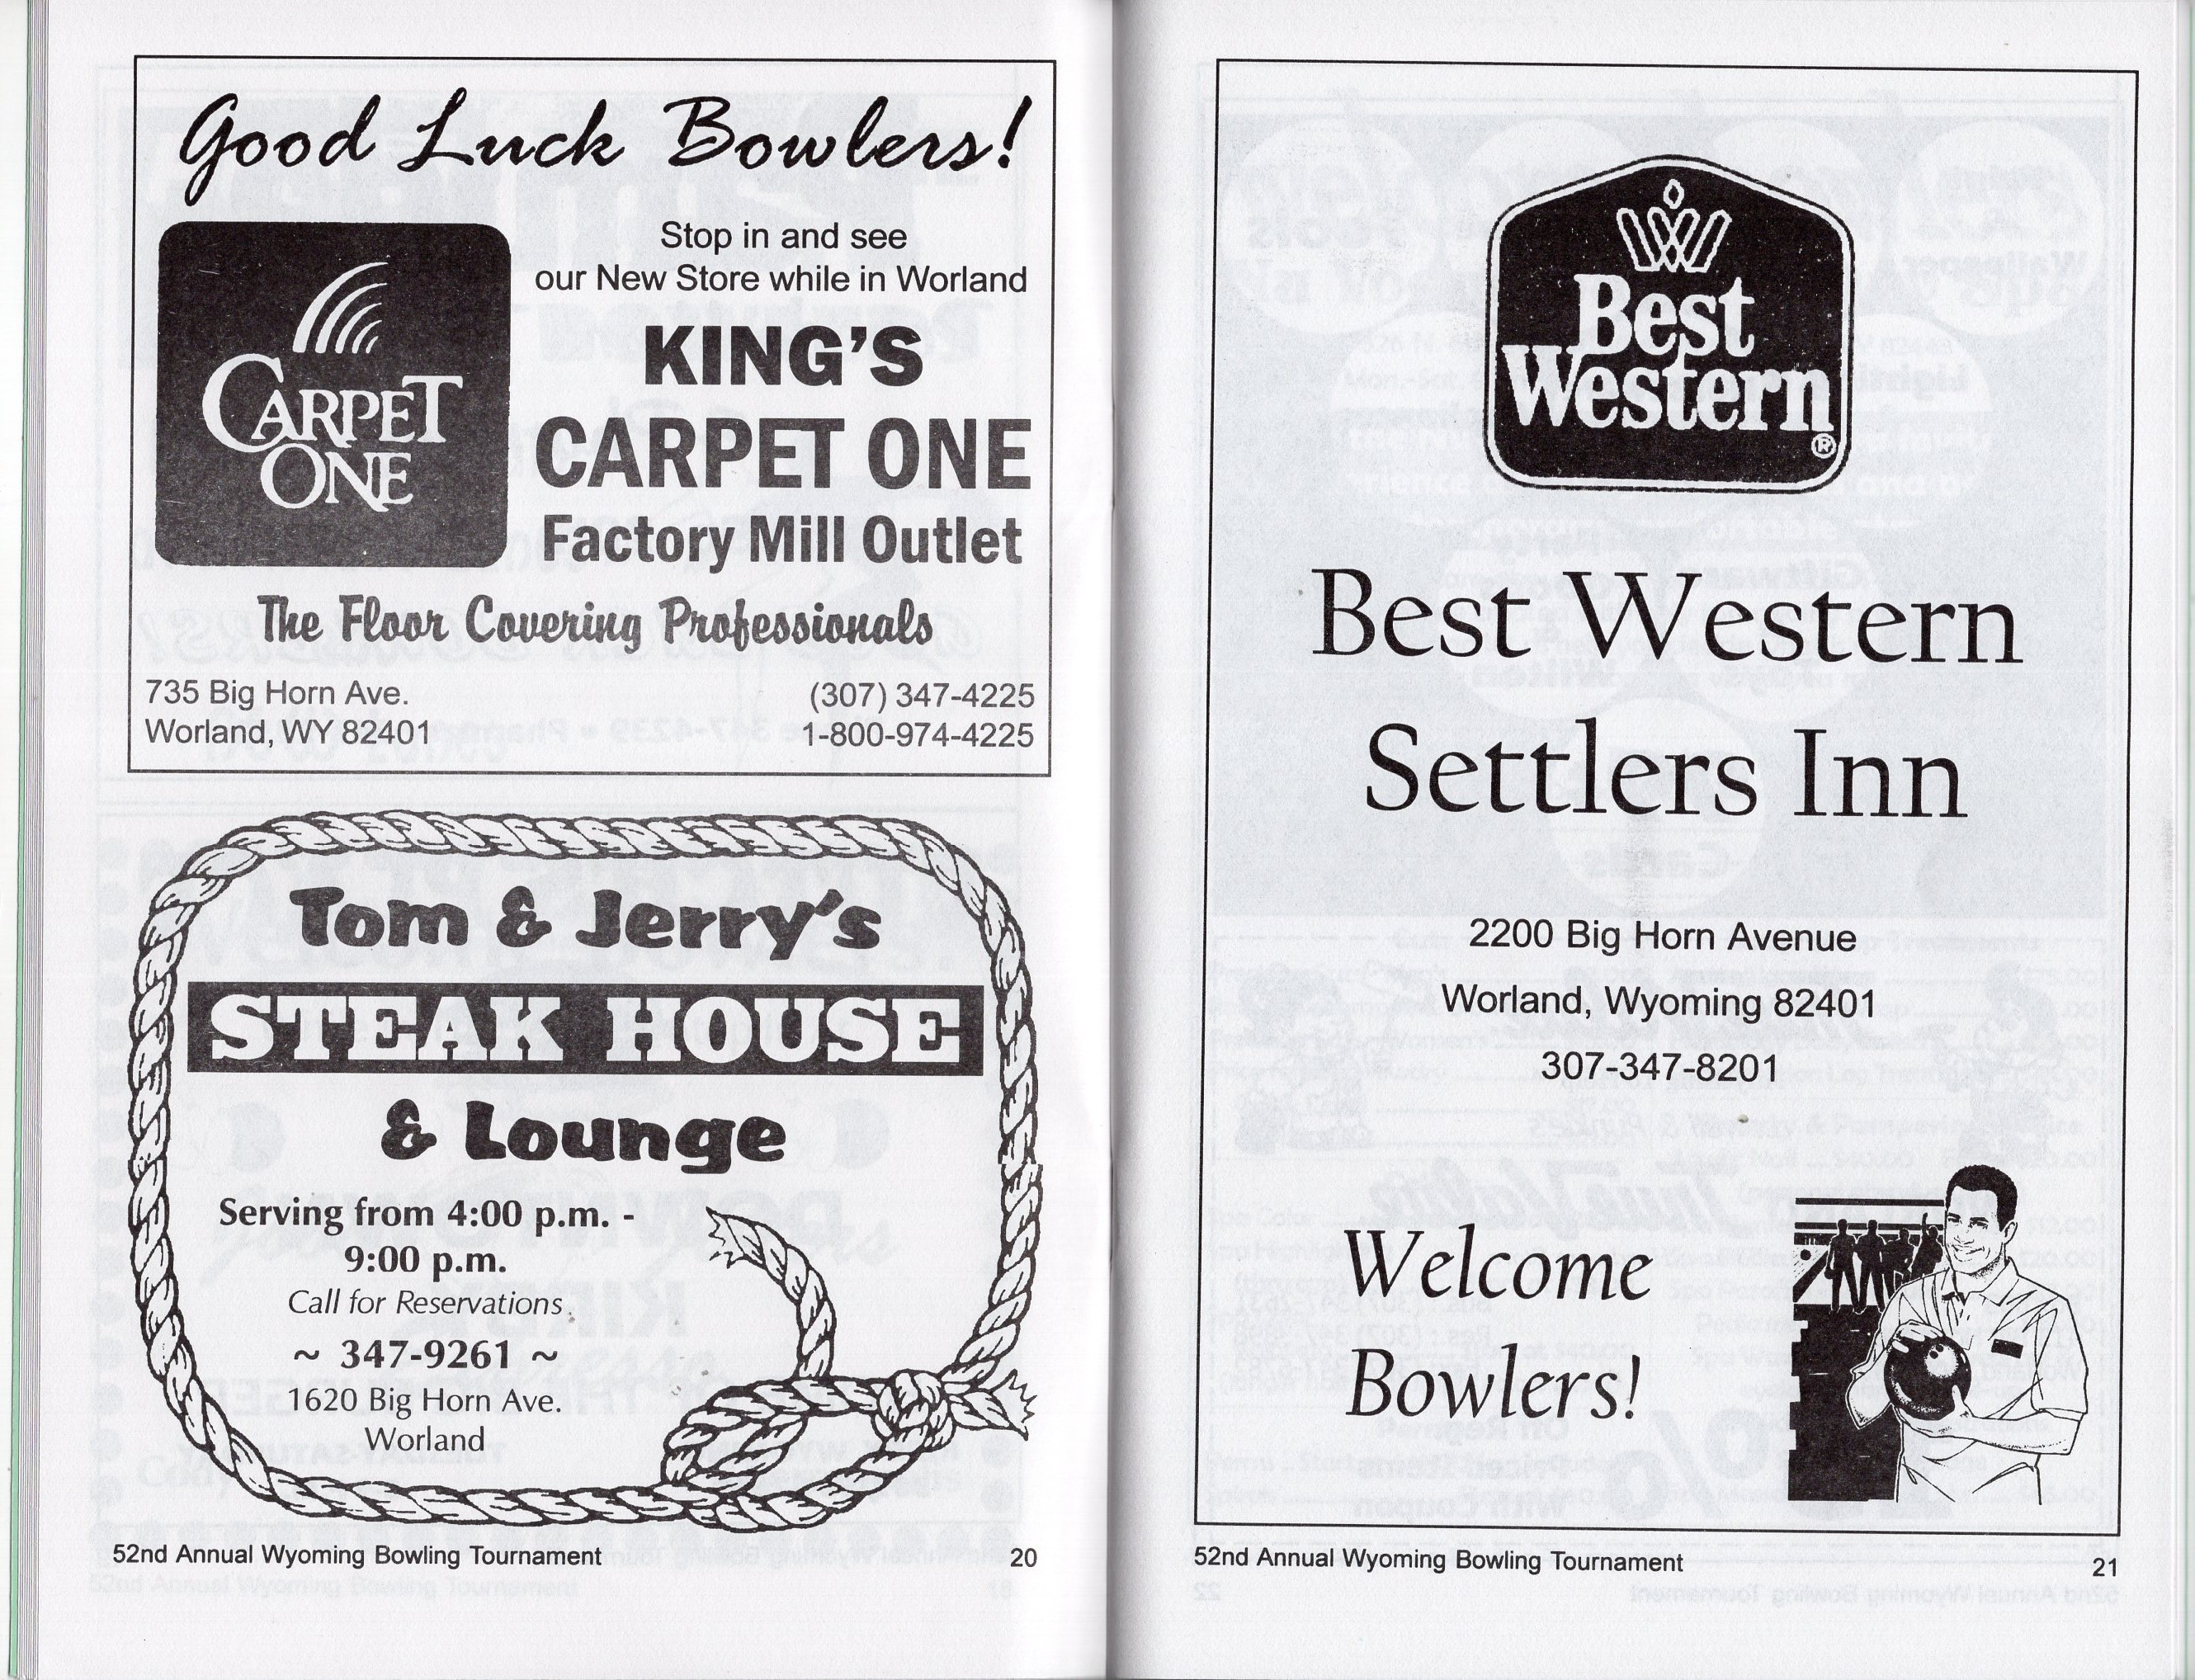 Good Luck Bowlers!
CARPET
ONE
Stop in and see
our New Store while in Worland
KING'S
CARPET ONE
Factory Mill Outlet
The Floor Covering Professionals
735 Big Horn Ave.
Worland, WY 82401
(307) 347-4225
1-800-974-4225
Tom & Jerry's
STEAK HOUSE
& Lounge
Serving from 4:00 p.m. -
9:00 p.m.
Call for Reservations
~ 347-9261 ~
1620 Big Horn Ave.
Worland
52nd Annual Wyoming Bowling Tournament 20
Best
Western®
Best Western
Settlers Inn
2200 Big Horn Avenue
Worland, Wyoming 82401
307-347-8201
Welcome
Bowlers!
52nd Annual Wyoming Bowling Tournament 21